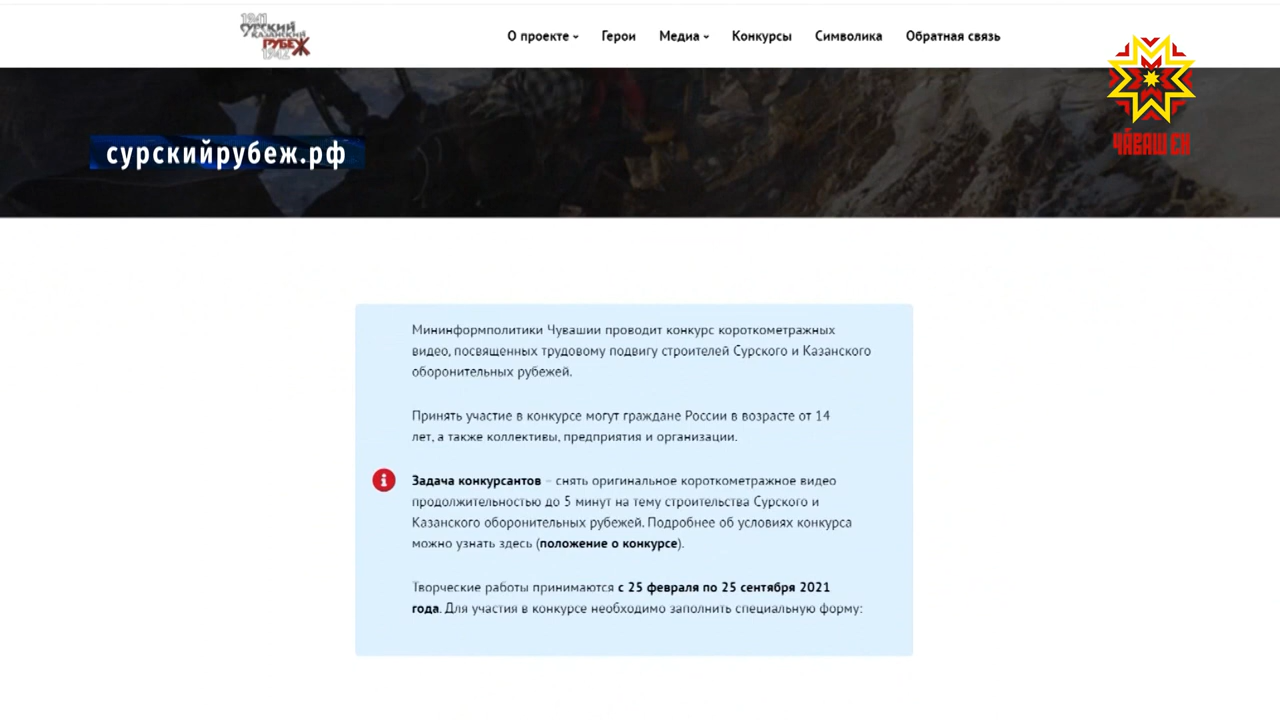 1941
СУРСКИЙ
КАЗАНСКИЙ
РУБЕЖ
1942
О проекте
Герои
Медиа
Конкурсы
Символика
Обратная связь
ЧӐВАШ ЕН
сурскийрубеж.рф
Мининформполитики Чувашии проводит конкурс короткометражных
видео, посвященных трудовому подвигу строителей Сурского и Казанского
оборонительных рубежей.
Принять участие в конкурсе могут граждане России в возрасте от 14
лет, а также коллективы, предприятия и организации.
Задача конкурсантов – снять оригинальное короткометражное видео
продолжительностью до 5 минут на тему строительства Сурского и
Казанского оборонительных рубежей. Подробнее об условиях конкурса
можно узнать здесь (положение о конкурсе).
Творческие работы принимаются с 25 февраля по 25 сентября 2021
года. Для участия в конкурсе необходимо заполнить специальную форму: